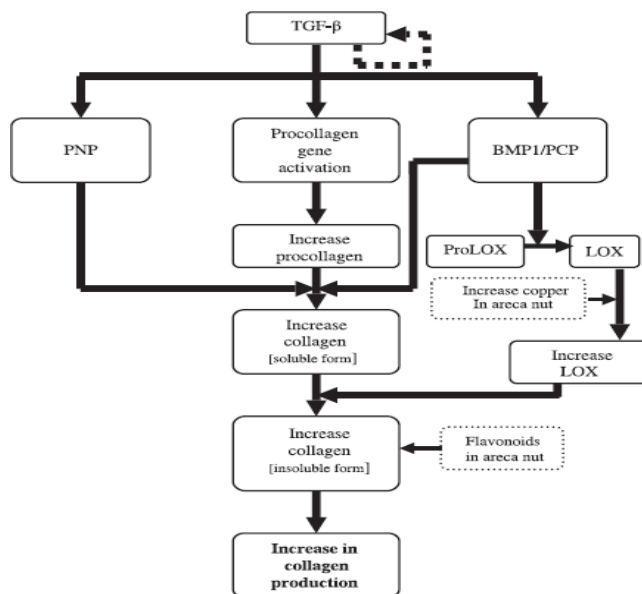 TGF-β
PNP
Procollagen
gene
activation
BMP1/PCP
Increase
procollagen
ProLOX
LOX
Increase copper
In areca nut
Increase
collagen
[soluble form]
Increase
LOX
Increase
collagen
[insoluble form]
Flavonoids
in areca nut
Increase in
collagen
production